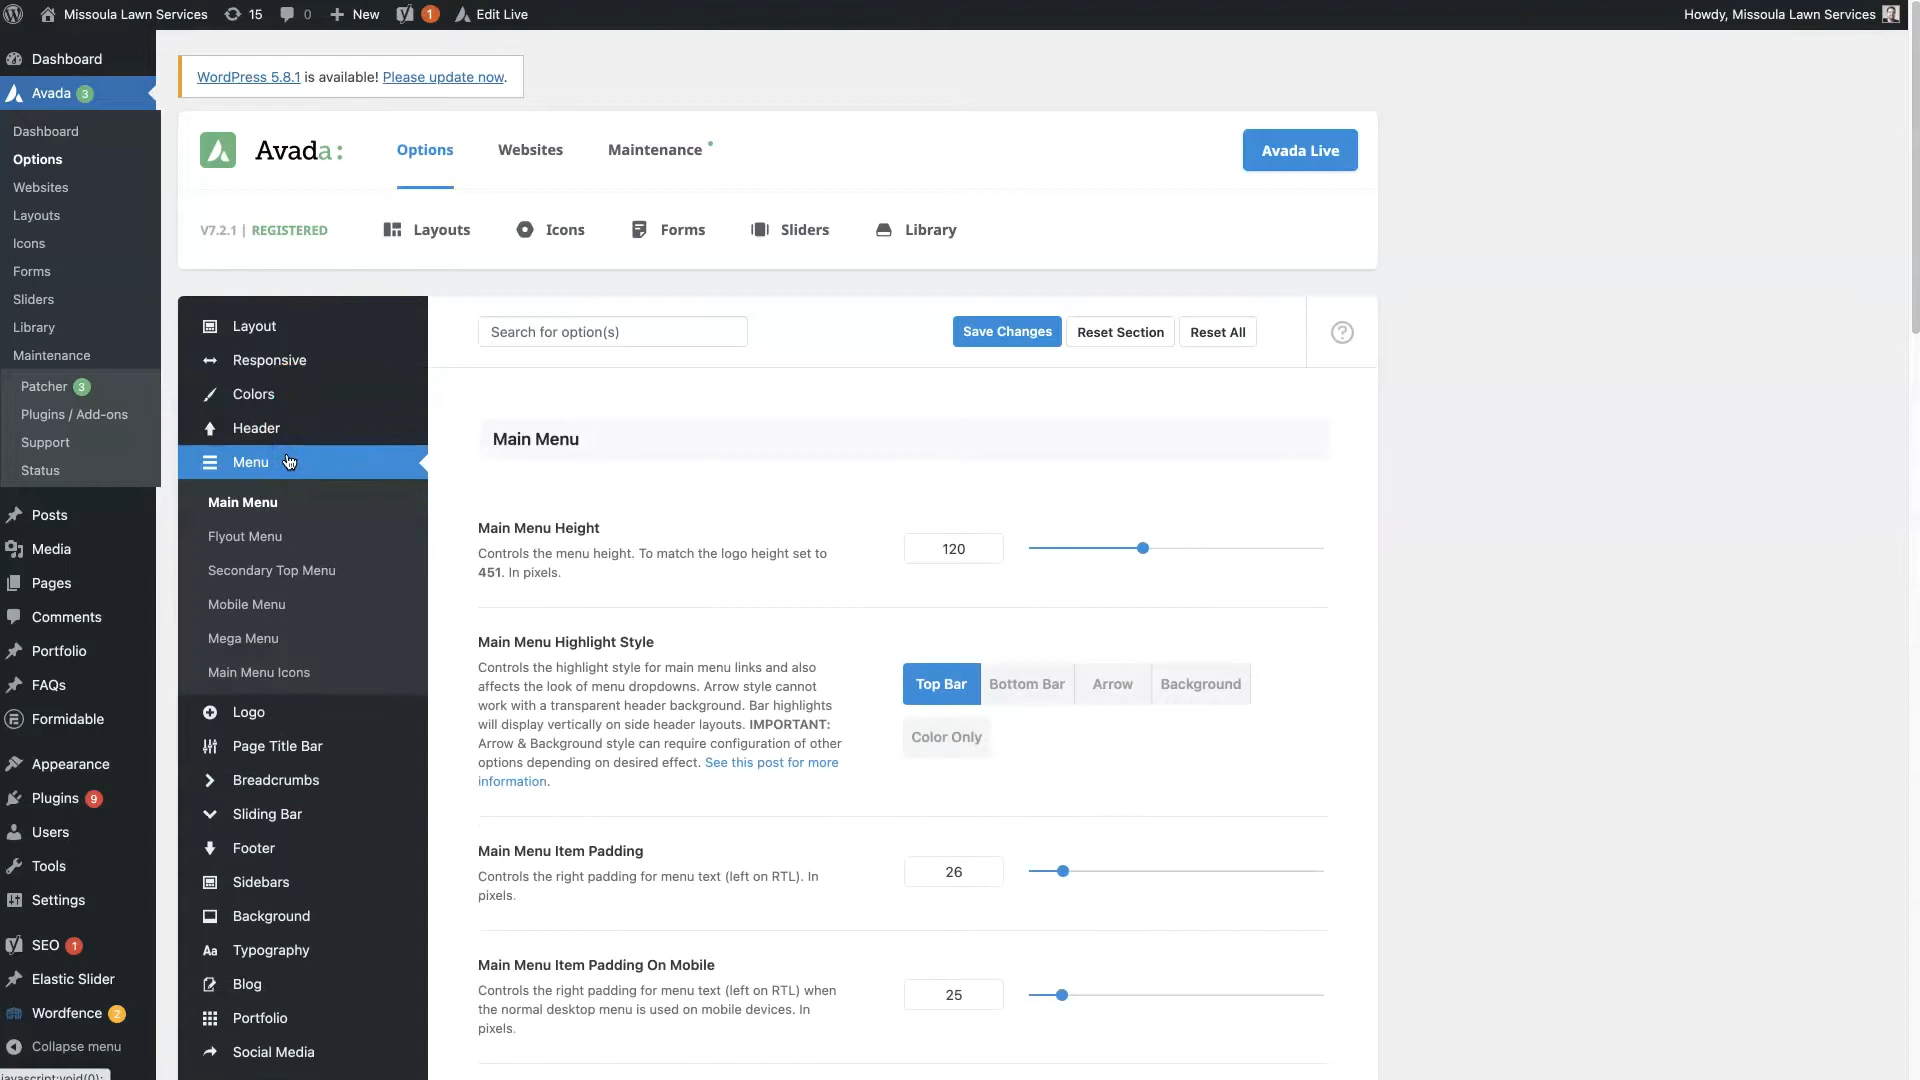 Missoula Lawn Services 15 0 New 1 Edit Live Howdy, Missoula Lawn Services
Dashboard
Avada 3
Dashboard
Options
Websites
Layouts
Icons
Forms
Sliders
Library
Maintenance
Patcher 3
Plugins / Add-ons
Support
Status
Posts
Media
Pages
Comments
Portfolio
FAQs
Formidable
Appearance
Plugins 9
Users
Tools
Settings
SEO 1
Elastic Slider
Wordfence 2
Collapse menu
javascript:void(0);
WordPress 5.8.1 is available! Please update now.
Avada: Options Websites Maintenance Avada Live
V7.2.1 | REGISTERED Layouts Icons Forms Sliders Library
Layout
Responsive
Colors
Header
Menu
Main Menu
Flyout Menu
Secondary Top Menu
Mobile Menu
Mega Menu
Main Menu Icons
Logo
Page Title Bar
Breadcrumbs
Sliding Bar
Footer
Sidebars
Background
Aa Typography
Blog
Portfolio
Social Media
Search for option(s) Save Changes Reset Section Reset All ?
Main Menu
Main Menu Height
Controls the menu height. To match the logo height set to
451. In pixels.
120
Main Menu Highlight Style
Controls the highlight style for main menu links and also
affects the look of menu dropdowns. Arrow style cannot
work with a transparent header background. Bar highlights
will display vertically on side header layouts. IMPORTANT:
Arrow & Background style can require configuration of other
options depending on desired effect. See this post for more
information.
Top Bar Bottom Bar Arrow Background
Color Only
Main Menu Item Padding
Controls the right padding for menu text (left on RTL). In
pixels.
26
Main Menu Item Padding On Mobile
Controls the right padding for menu text (left on RTL) when
the normal desktop menu is used on mobile devices. In
pixels.
25